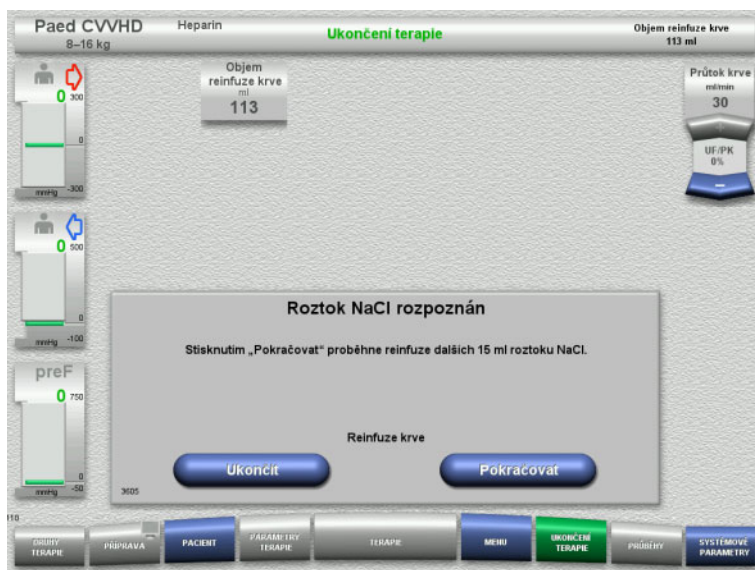 Paed CVVHD
8–16 kg
Heparin
Ukončení terapie
Objem reinfuze krve
113 ml
300
0
0
-300
mmHg
Objem
reinfuze krve
ml
113
Průtok krve
ml/min
30
+
UF/PK
0%
–
0
500
0
-100
mmHg
preF
0
750
0
-50
mmHg
Roztok NaCl rozpoznán
Stisknutím „Pokračovat“ proběhne reinfuze dalších 15 ml roztoku NaCl.
Reinfuze krve
Ukončit
Pokračovat
3605
110
DRUHY
TERAPIE
PŘÍPRAVA
PACIENT
PARAMETRY
TERAPIE
TERAPIE
MENU
UKONČENÍ
TERAPIE
PRŮBĚHY
SYSTÉMOVÉ
PARAMETRY